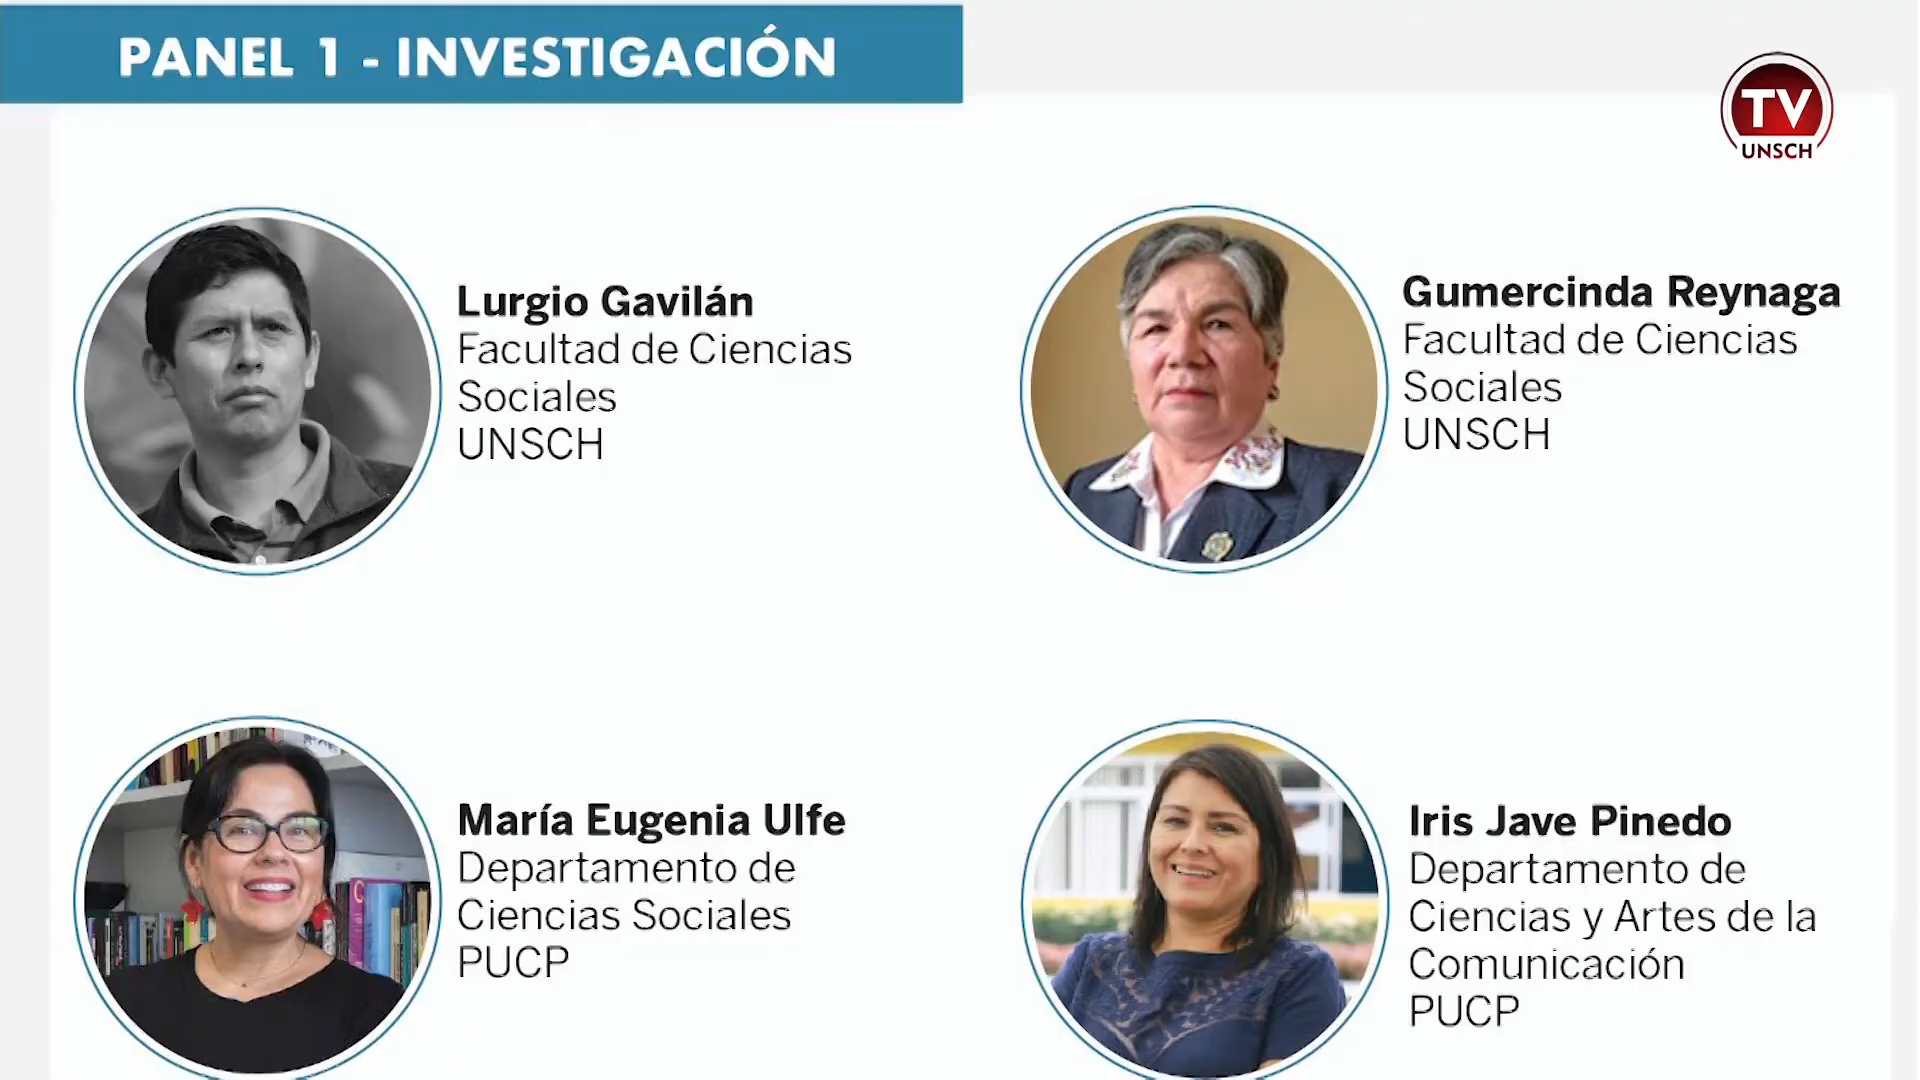 PANEL 1 - INVESTIGACIÓN
TV
UNSCH
Lurgio Gavilán
Facultad de Ciencias
Sociales
UNSCH
Gumercinda Reynaga
Facultad de Ciencias
Sociales
UNSCH
María Eugenia Ulfe
Departamento de
Ciencias Sociales
PUCP
Iris Jave Pinedo
Departamento de
Ciencias y Artes de la
Comunicación
PUCP